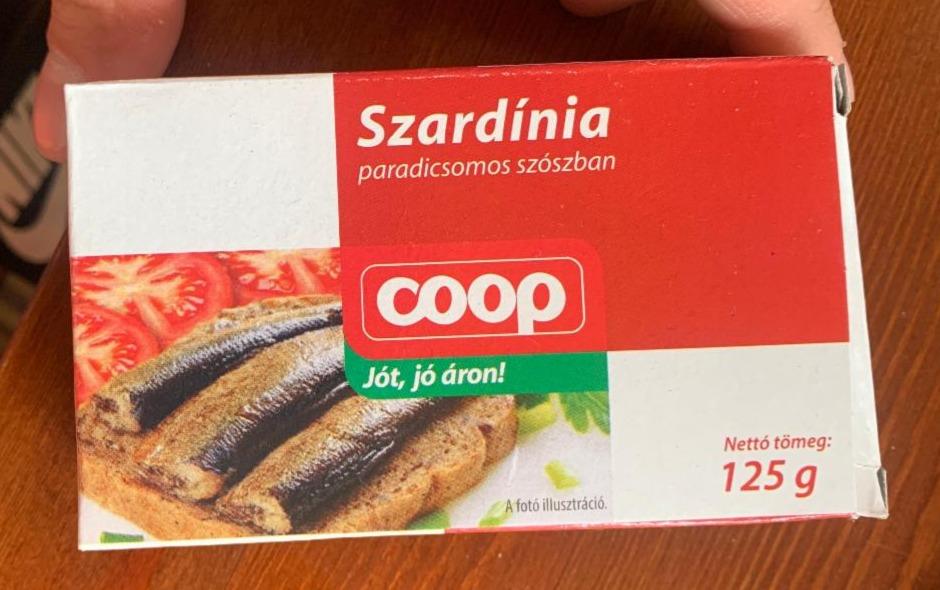 Szardínia
paradicsomos szószban
coop
Jót, jó áron!
Nettó tömeg:
125 g
A fotó illusztráció.